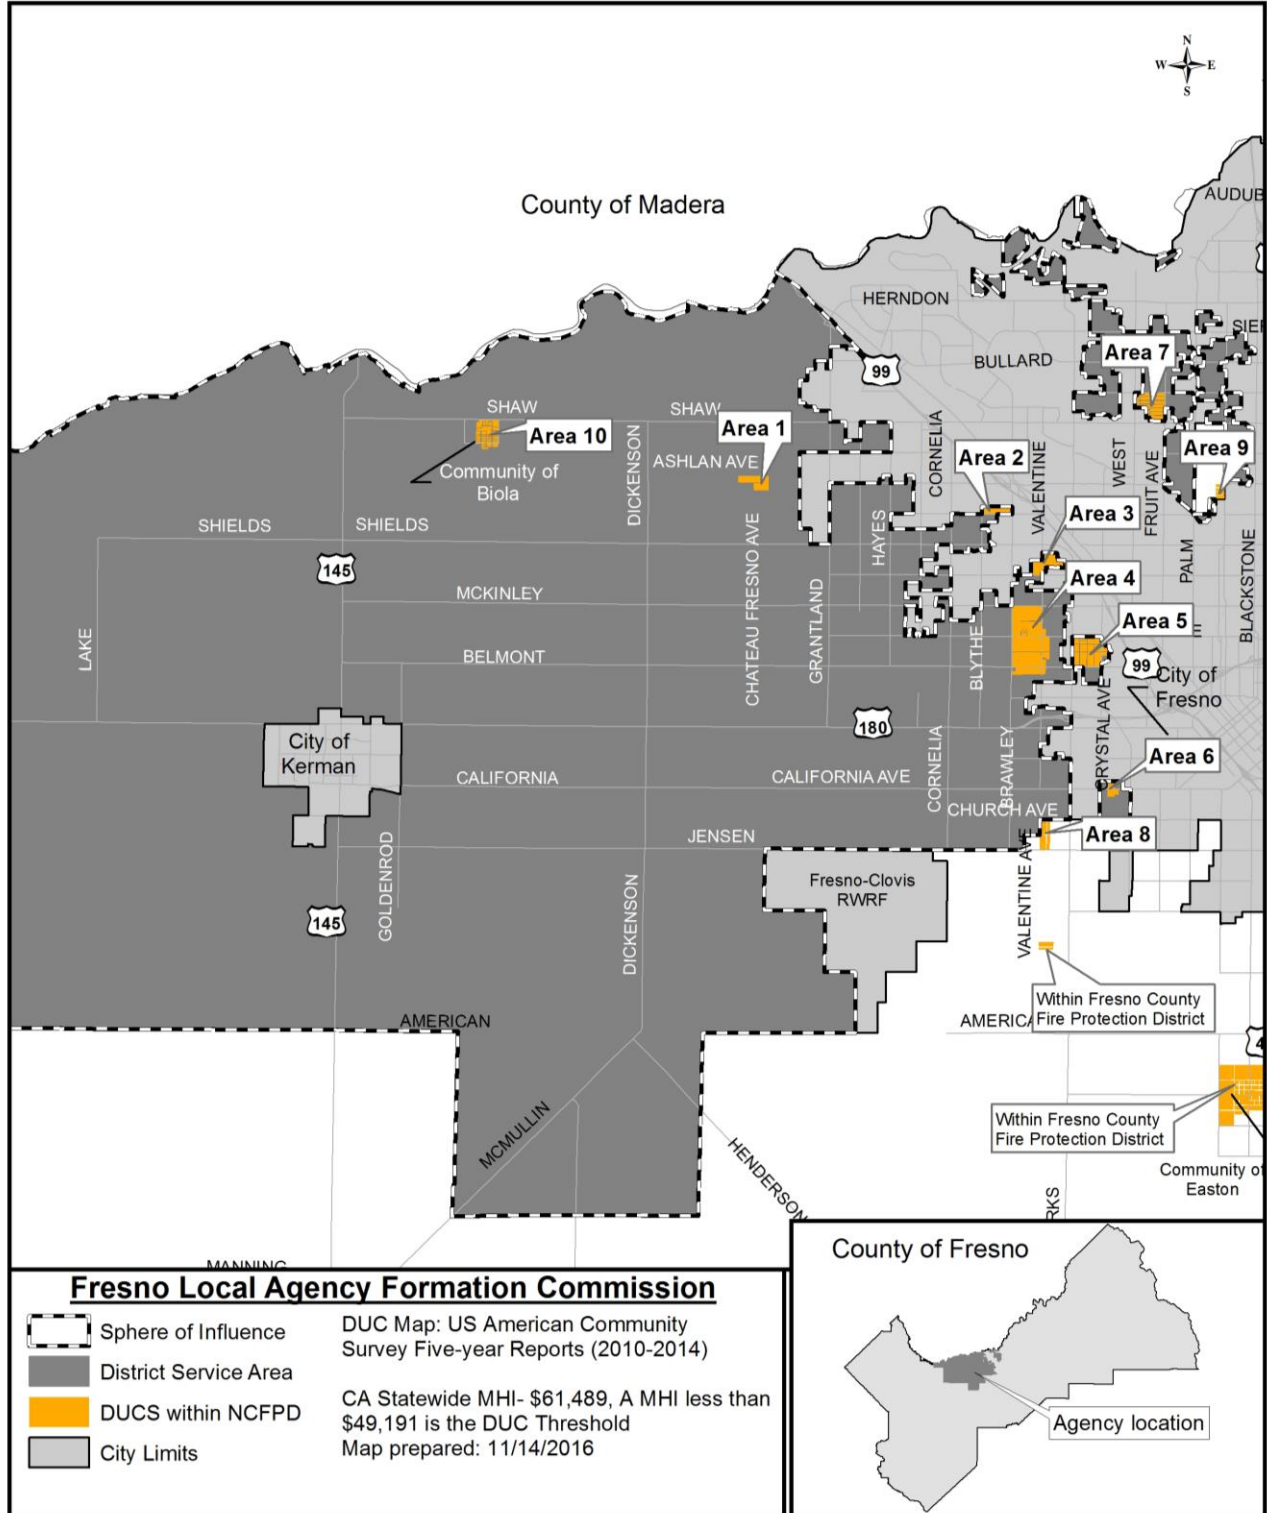 N
W E
S
County of Madera
AUDUB
HERNDON
SIER
BULLARD
Area 7
99
SHAW
SHAW
Area 10
Area 1
CORNELIA
VALENTINE
WEST
FRUIT AVE
Area 9
ASHLAN AVE
Area 2
Community of
Biola
DICKENSON
SHIELDS
SHIELDS
HAYES
Area 3
PALM
BLACKSTONE
145
CHATEAU FRESNO AVE
MCKINLEY
GRANTLAND
Area 4
LAKE
BELMONT
BLYTHE
Area 5
99
City of
Fresno
CRYSTAL AVE
180
City of
Kerman
CALIFORNIA
CALIFORNIA AVE
CORNELIA
BRAWLEY
Area 6
CHURCH AVE
GOLDENROD
JENSEN
Area 8
VALENTINE AVE
Fresno-Clovis
RWRF
145
DICKENSON
Within Fresno County
Fire Protection District
AMERICAN
AMERICA
4
MCMULLIN
HENDERSON
Within Fresno County
Fire Protection District
Community of
Easton
RKS
MANNING
Fresno Local Agency Formation Commission
Sphere of Influence
District Service Area
DUCS within NCFPD
City Limits
DUC Map: US American Community
Survey Five-year Reports (2010-2014)
CA Statewide MHI- $61,489, A MHI less than
$49,191 is the DUC Threshold
Map prepared: 11/14/2016
County of Fresno
Agency location